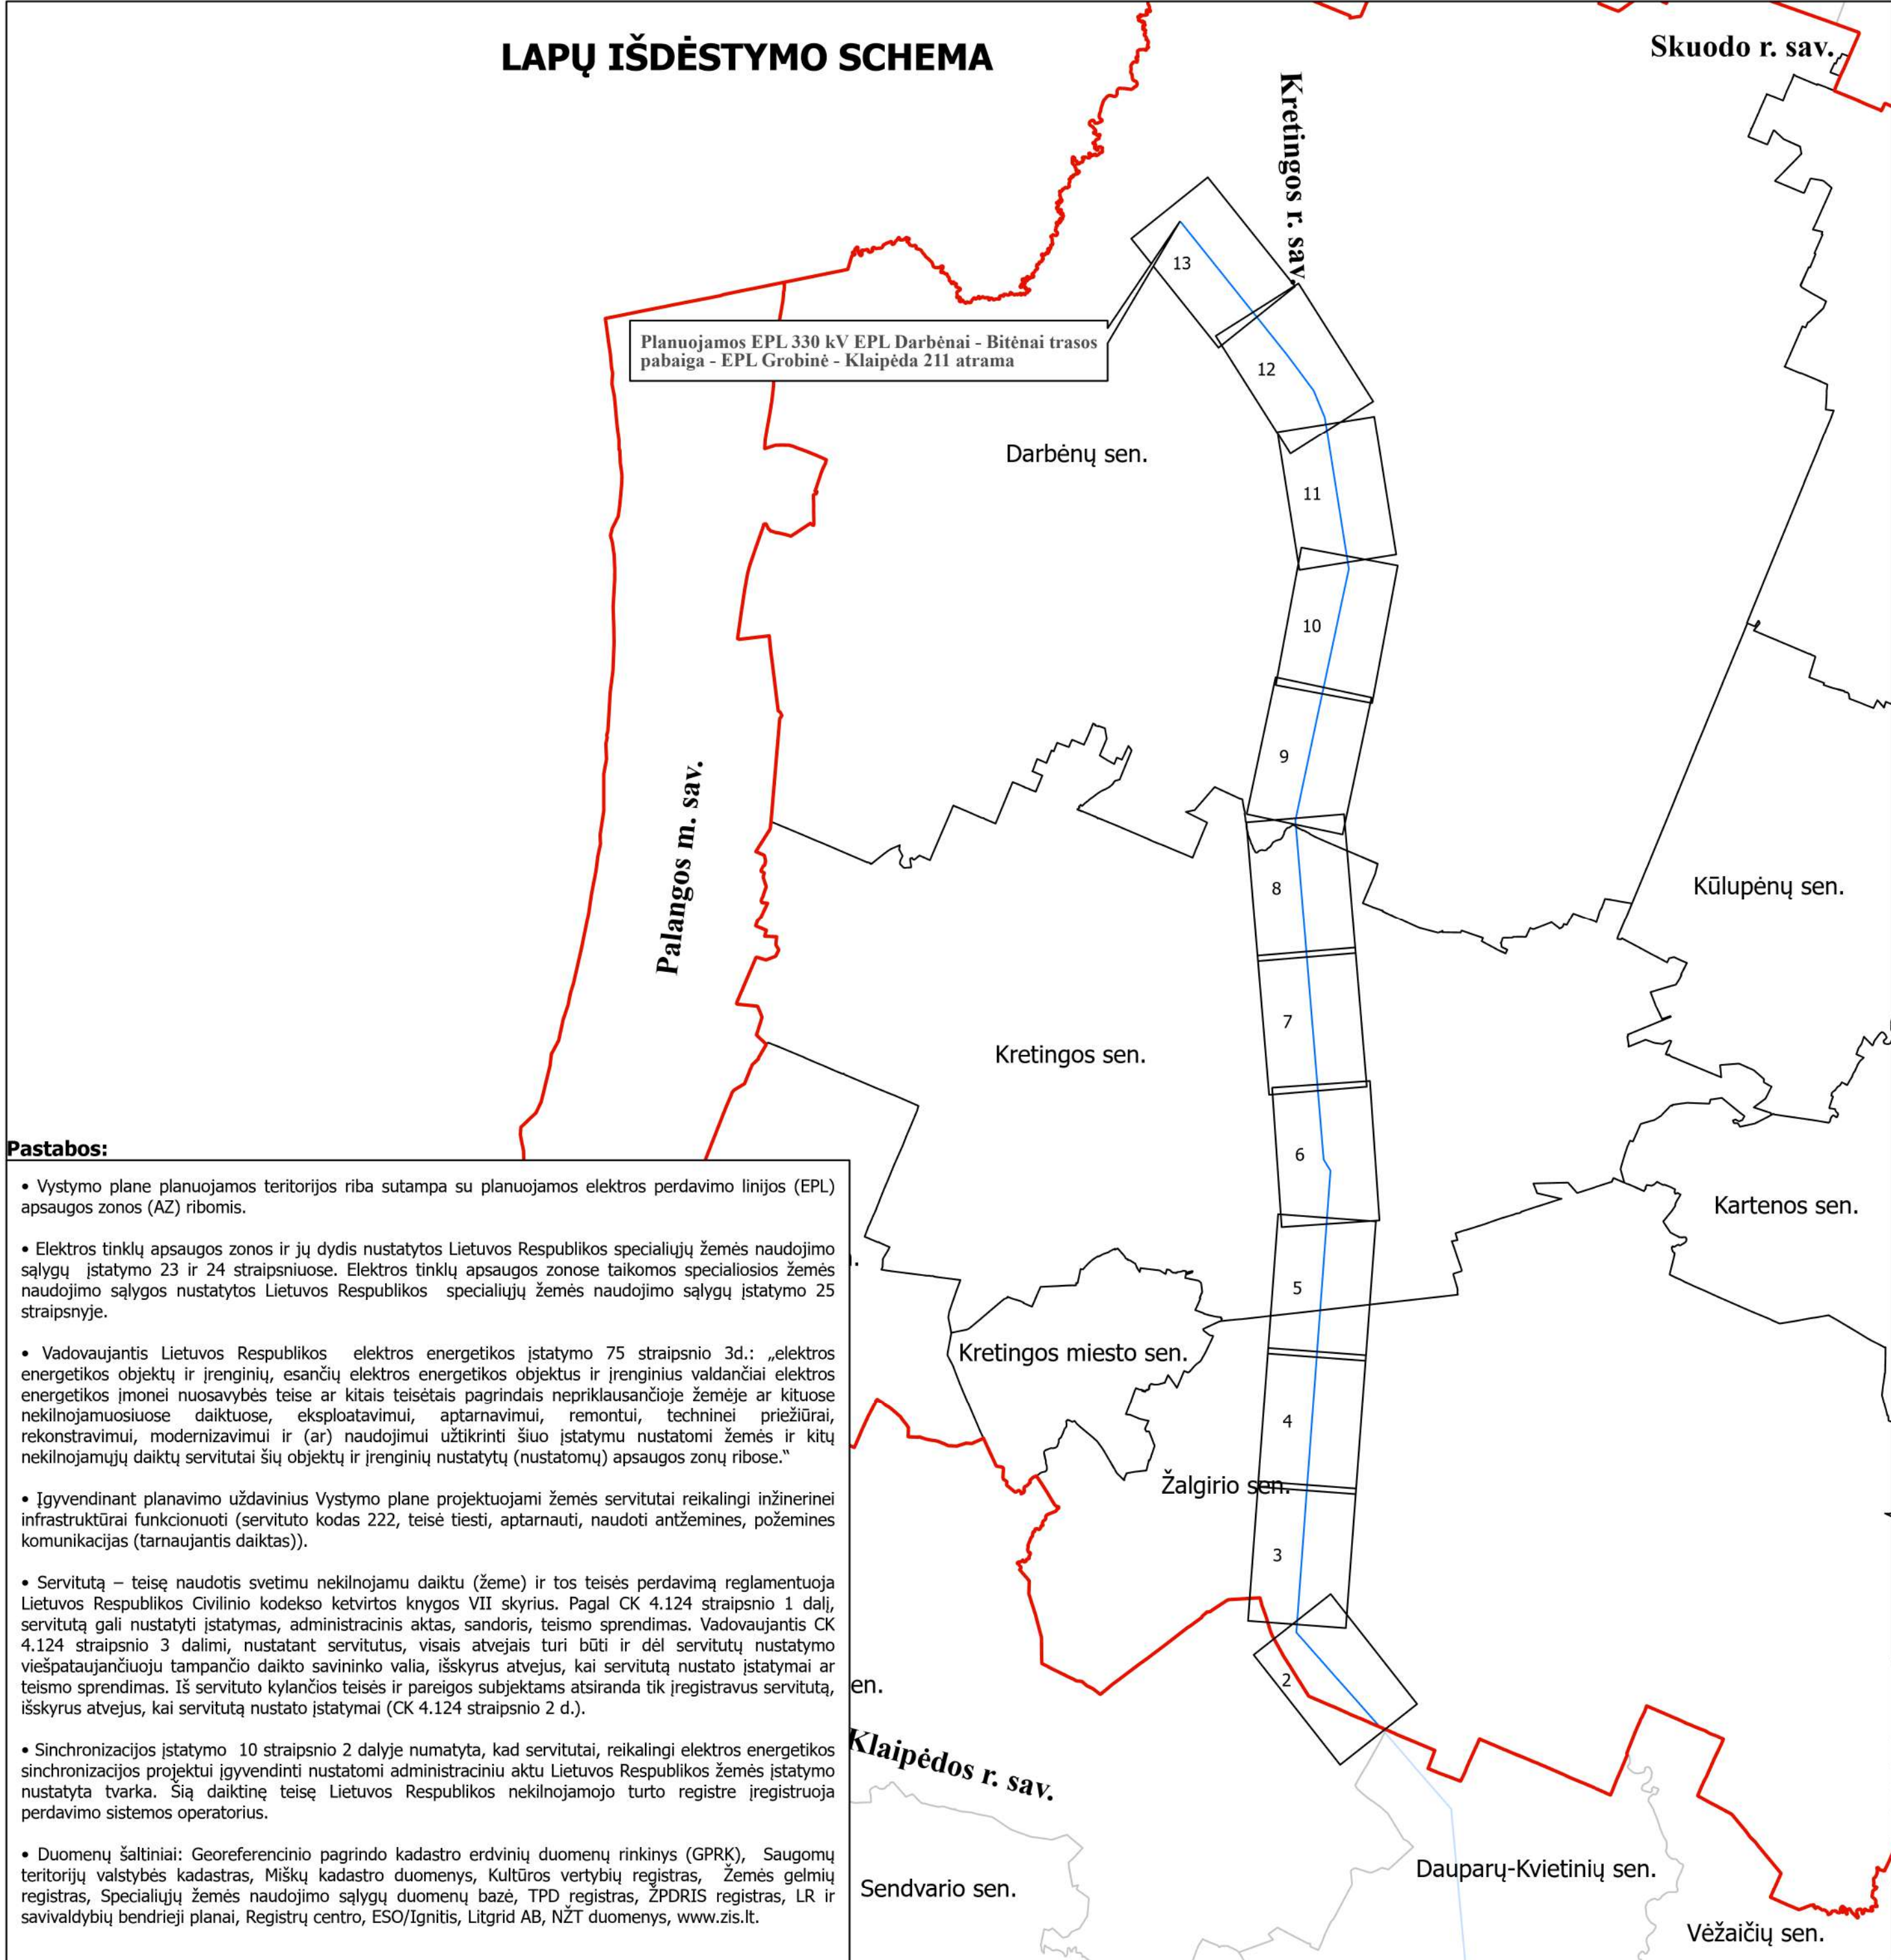 LAPŲ IŠDĖSTYMO SCHEMA
Skuodo r. sav.
Kretingos r. sav.
13
Planuojamos EPL 330 kV EPL Darbėnai - Bitėnai trasos
pabaiga - EPL Grobinė - Klaipėda 211 atrama
12
Darbėnų sen.
11
10
9
Palangos m. sav.
8
Kūlupėnų sen.
7
Kretingos sen.
6
Kartenos sen.
5
Kretingos miesto sen.
4
Žalgirio sen.
3
2
en.
Klaipėdos r. sav.
Dauparų-Kvietinių sen.
Sendvario sen.
Vėžaičių sen.
Pastabos:
• Vystymo plane planuojamos teritorijos riba sutampa su planuojamos elektros perdavimo linijos (EPL)
apsaugos zonos (AZ) ribomis.
• Elektros tinklų apsaugos zonos ir jų dydis nustatytos Lietuvos Respublikos specialiųjų žemės naudojimo
sąlygų įstatymo 23 ir 24 straipsniuose. Elektros tinklų apsaugos zonose taikomos specialiosios žemės
naudojimo sąlygos nustatytos Lietuvos Respublikos specialiųjų žemės naudojimo sąlygų įstatymo 25
straipsnyje.
• Vadovaujantis Lietuvos Respublikos elektros energetikos įstatymo 75 straipsnio 3d.: „elektros
energetikos objektų ir įrenginių, esančių elektros energetikos objektus ir įrenginius valdančiai elektros
energetikos įmonei nuosavybės teise ar kitais teisėtais pagrindais nepriklausančioje žemėje ar kituose
nekilnojamuosiuose daiktuose, eksploatavimui, aptarnavimui, remontui, techninei priežiūrai,
rekonstravimui, modernizavimui ir (ar) naudojimui užtikrinti šiuo įstatymu nustatomi žemės ir kitų
nekilnojamųjų daiktų servitutai šių objektų ir įrenginių nustatytų (nustatomų) apsaugos zonų ribose.“
• Įgyvendinant planavimo uždavinius Vystymo plane projektuojami žemės servitutai reikalingi inžinerinei
infrastruktūrai funkcionuoti (servituto kodas 222, teisė tiesti, aptarnauti, naudoti antžemines, požemines
komunikacijas (tarnaujantis daiktas)).
• Servitutą – teisę naudotis svetimu nekilnojamu daiktu (žeme) ir tos teisės perdavimą reglamentuoja
Lietuvos Respublikos Civilinio kodekso ketvirtos knygos VII skyrius. Pagal CK 4.124 straipsnio 1 dalį,
servitutą gali nustatyti įstatymas, administracinis aktas, sandoris, teismo sprendimas. Vadovaujantis CK
4.124 straipsnio 3 dalimi, nustatant servitutus, visais atvejais turi būti ir dėl servitutų nustatymo
viešpataujančiuoju tampančio daikto savininko valia, išskyrus atvejus, kai servitutą nustato įstatymai ar
teismo sprendimas. Iš servituto kylančios teisės ir pareigos subjektams atsiranda tik įregistravus servitutą,
išskyrus atvejus, kai servitutą nustato įstatymai (CK 4.124 straipsnio 2 d.).
• Sinchronizacijos įstatymo 10 straipsnio 2 dalyje numatyta, kad servitutai, reikalingi elektros energetikos
sinchronizacijos projektui įgyvendinti nustatomi administraciniu aktu Lietuvos Respublikos žemės įstatymo
nustatyta tvarka. Šią daiktinę teisę Lietuvos Respublikos nekilnojamojo turto registre įregistruoja
perdavimo sistemos operatorius.
• Duomenų šaltiniai: Georeferencinio pagrindo kadastro erdvinių duomenų rinkinys (GPRK), Saugomų
teritorijų valstybės kadastras, Miškų kadastro duomenys, Kultūros vertybių registras, Žemės gelmių
registras, Specialiųjų žemės naudojimo sąlygų duomenų bazė, TPD registras, ŽPDRIS registras, LR ir
savivaldybių bendrieji planai, Registrų centro, ESO/Ignitis, Litgrid AB, NŽT duomenys, www.zis.lt.